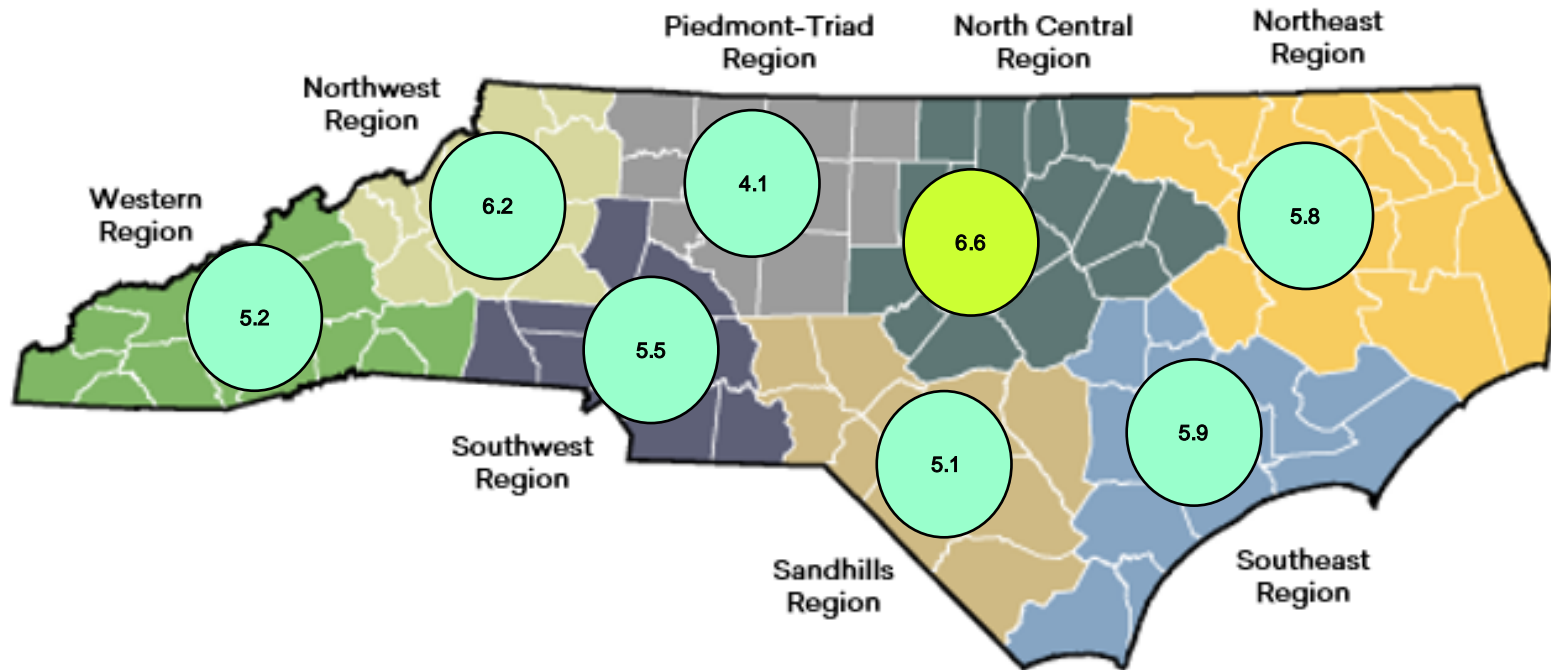 Piedmont-Triad
Region
North Central
Region
Northeast
Region
Northwest
Region
Western
Region
4.1
6.2
5.8
6.6
5.2
5.5
5.9
5.1
Southwest
Region
Sandhills
Region
Southeast
Region